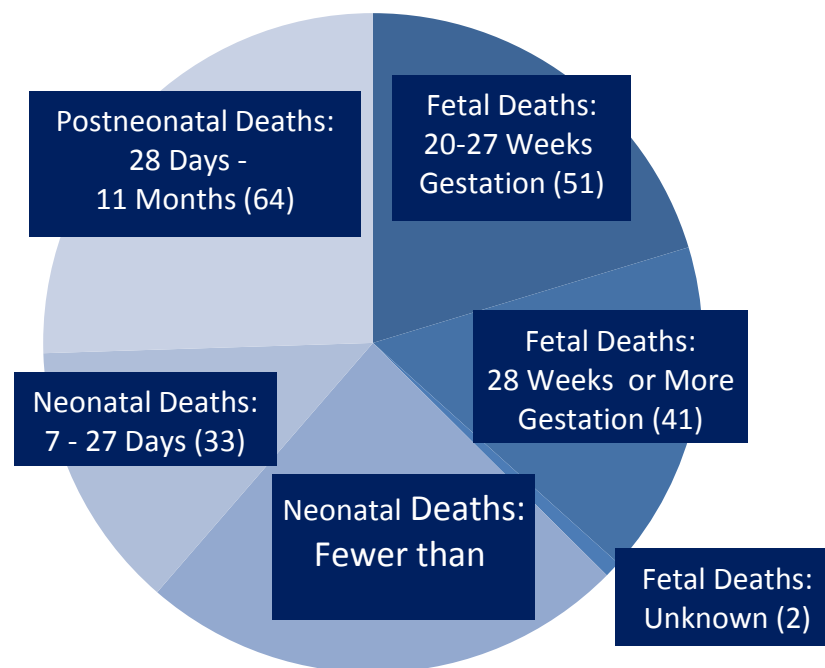 Postneonatal Deaths:
28 Days -
11 Months (64)
Fetal Deaths:
20-27 Weeks
Gestation (51)
Fetal Deaths:
28 Weeks or More
Gestation (41)
Neonatal Deaths:
7 - 27 Days (33)
Neonatal Deaths:
Fewer than
Fetal Deaths:
Unknown (2)